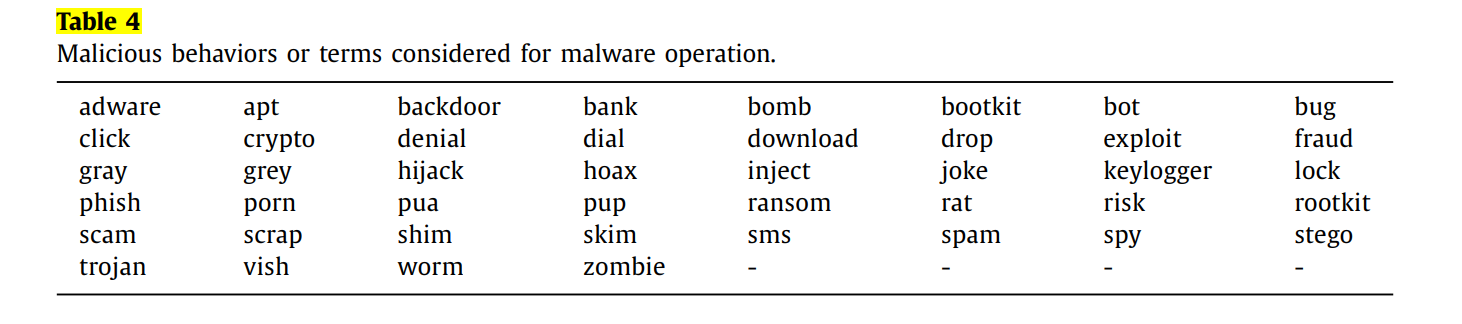 Table 4
Malicious behaviors or terms considered for malware operation.
adware apt backdoor bank bomb bootkit bot bug
click crypto denial dial download drop exploit fraud
gray grey hijack hoax inject joke keylogger lock
phish porn pua pup ransom rat risk rootkit
scam scrap shim skim sms spam spy stego
trojan vish worm zombie - - - -